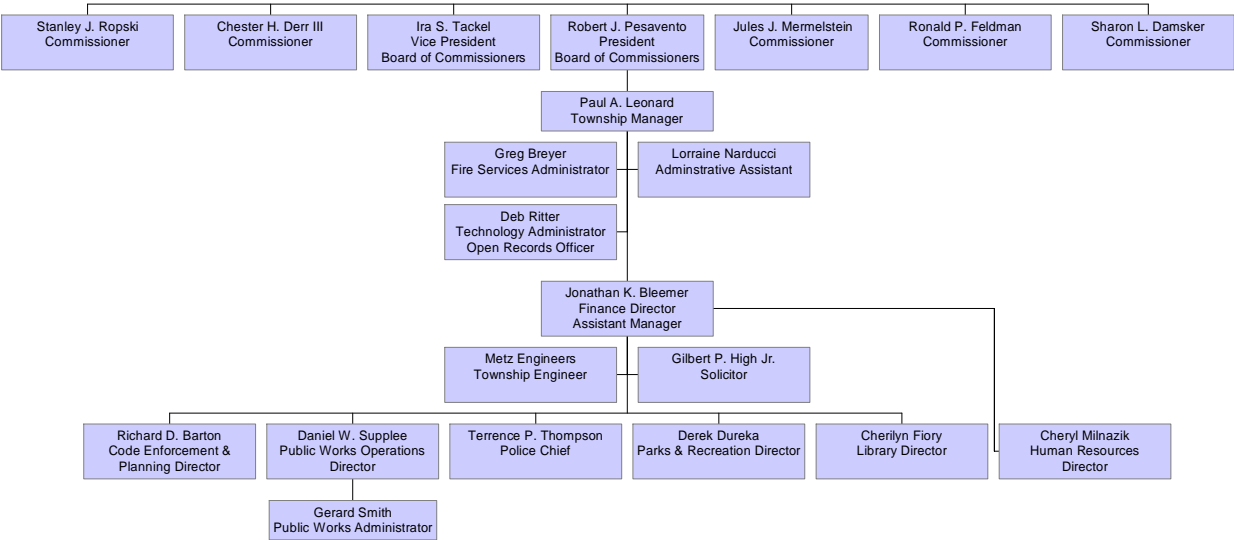 Stanley J. Ropski
Commissioner
Chester H. Derr III
Commissioner
Ira S. Tackel
Vice President
Board of Commissioners
Robert J. Pesavento
President
Board of Commissioners
Jules J. Mermelstein
Commissioner
Ronald P. Feldman
Commissioner
Sharon L. Damsker
Commissioner
Paul A. Leonard
Township Manager
Greg Breyer
Fire Services Administrator
Lorraine Narducci
Adminstrative Assistant
Deb Ritter
Technology Administrator
Open Records Officer
Jonathan K. Bleemer
Finance Director
Assistant Manager
Metz Engineers
Township Engineer
Gilbert P. High Jr.
Solicitor
Richard D. Barton
Code Enforcement &
Planning Director
Daniel W. Supplee
Public Works Operations
Director
Terrence P. Thompson
Police Chief
Derek Dureka
Parks & Recreation Director
Cherilyn Fiory
Library Director
Cheryl Milnazik
Human Resources
Director
Gerard Smith
Public Works Administrator